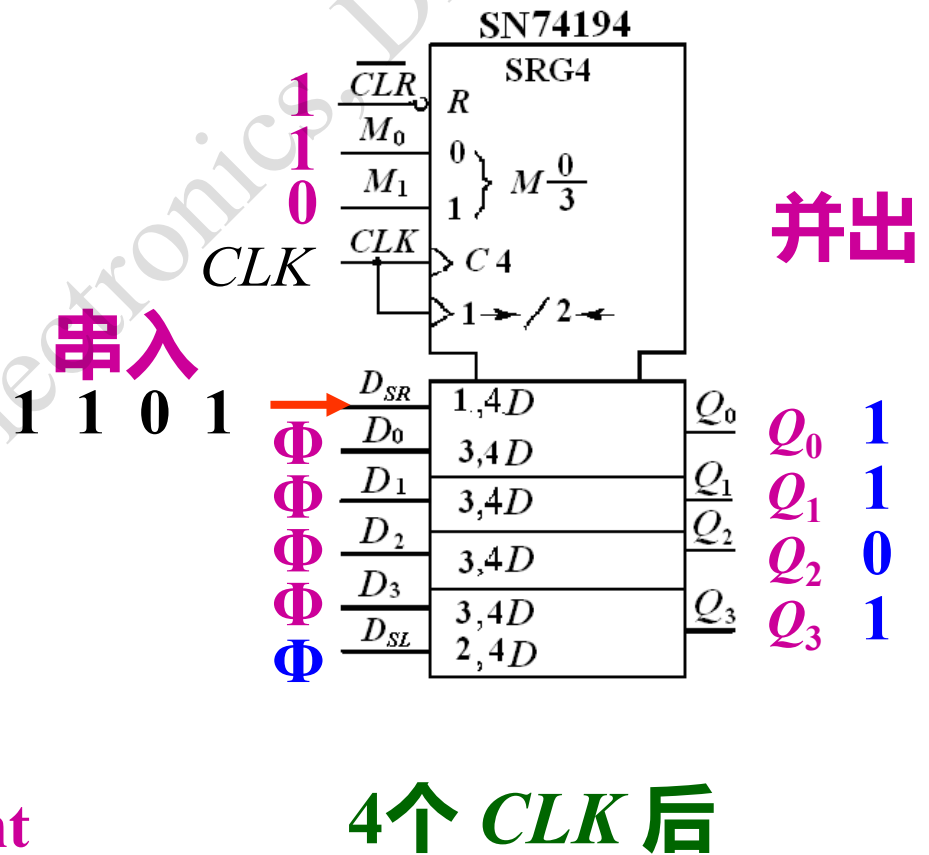 SN74194
SRG4
1 CLR R
1 M0 0
0 M1 1 M 0/3
CLK CLK C4
1 / 2
并出
串入
1 1 0 1 DSR 1,4D Q0 Q0 1
Φ D0 3,4D
Φ D1 3,4D Q1 Q1 1
Φ D2 3,4D Q2 Q2 0
Φ D3 3,4D Q3 Q3 1
Φ DSL 2,4D
4个 CLK 后
nt
ectronics, D